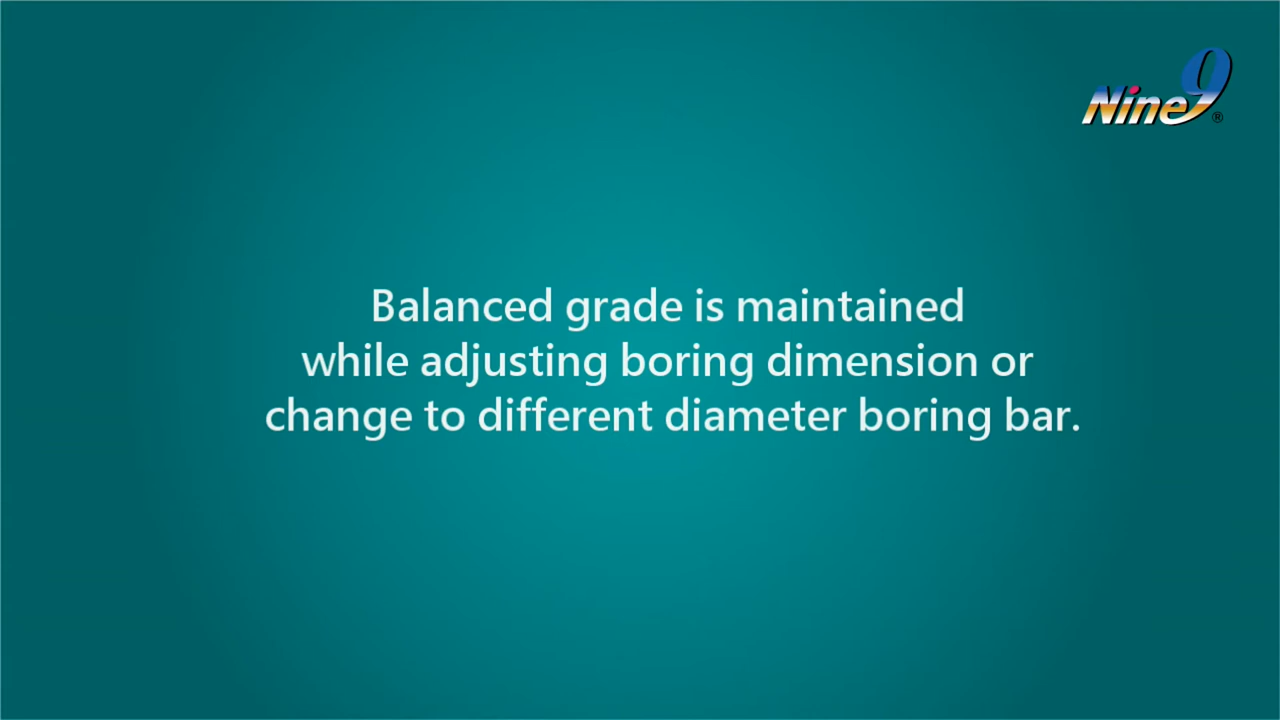 Nine9®
Balanced grade is maintained
while adjusting boring dimension or
change to different diameter boring bar.